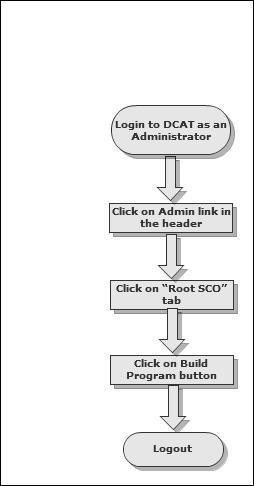 Login to DCAT as an
Administrator
Click on Admin link in
the header
Click on “Root SCO”
tab
Click on Build
Program button
Logout